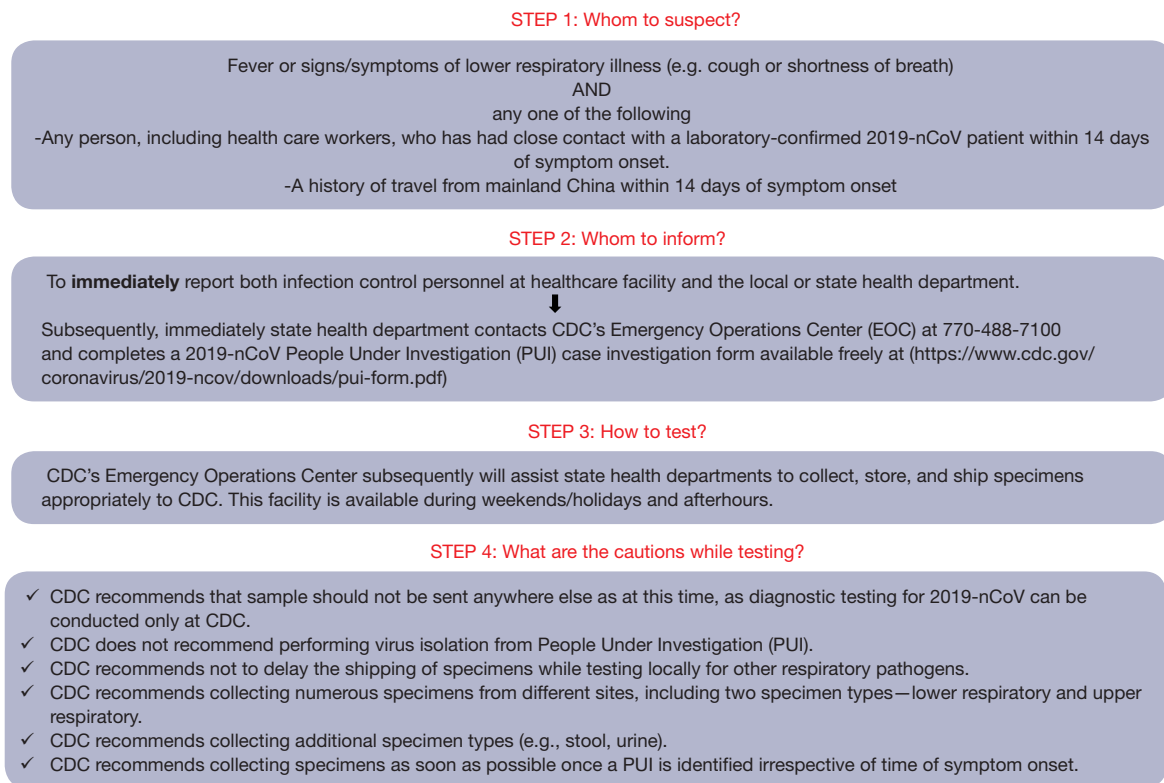 STEP 1: Whom to suspect?
Fever or signs/symptoms of lower respiratory illness (e.g. cough or shortness of breath)
AND
any one of the following
-Any person, including health care workers, who has had close contact with a laboratory-confirmed 2019-nCoV patient within 14 days
of symptom onset.
-A history of travel from mainland China within 14 days of symptom onset
STEP 2: Whom to inform?
To immediately report both infection control personnel at healthcare facility and the local or state health department.
Subsequently, immediately state health department contacts CDC's Emergency Operations Center (EOC) at 770-488-7100
and completes a 2019-nCoV People Under Investigation (PUI) case investigation form available freely at (https://www.cdc.gov/
coronavirus/2019-ncov/downloads/pui-form.pdf)
STEP 3: How to test?
CDC's Emergency Operations Center subsequently will assist state health departments to collect, store, and ship specimens
appropriately to CDC. This facility is available during weekends/holidays and afterhours.
STEP 4: What are the cautions while testing?
✓ CDC recommends that sample should not be sent anywhere else as at this time, as diagnostic testing for 2019-nCoV can be
conducted only at CDC.
✓ CDC does not recommend performing virus isolation from People Under Investigation (PUI).
✓ CDC recommends not to delay the shipping of specimens while testing locally for other respiratory pathogens.
✓ CDC recommends collecting numerous specimens from different sites, including two specimen types—lower respiratory and upper
respiratory.
✓ CDC recommends collecting additional specimen types (e.g., stool, urine).
✓ CDC recommends collecting specimens as soon as possible once a PUI is identified irrespective of time of symptom onset.